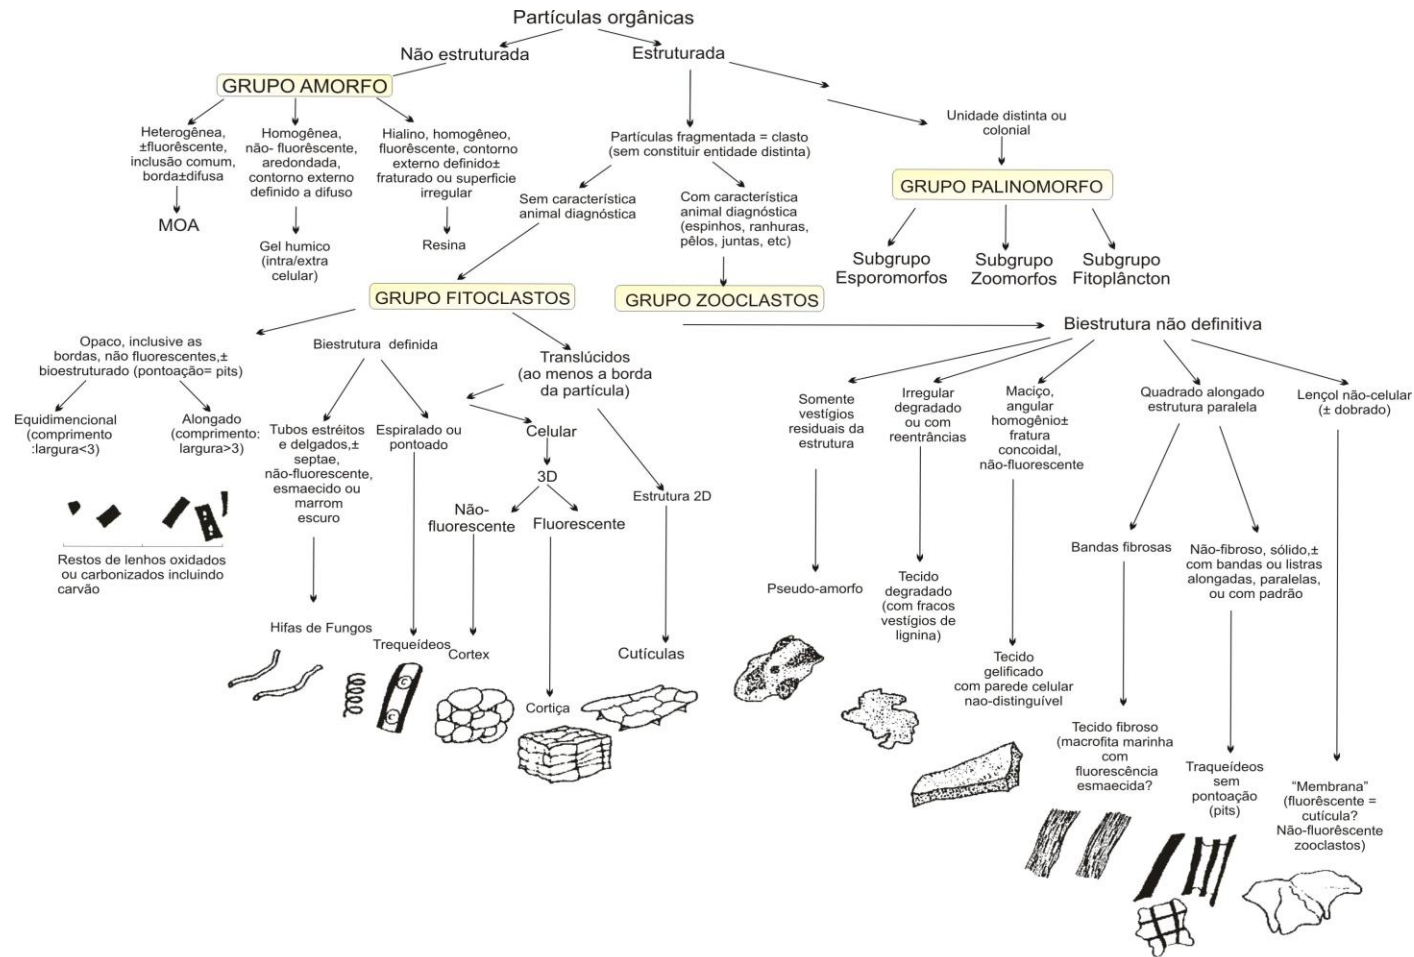 Partículas orgânicas
Não estruturada
Estruturada
GRUPO AMORFO
Heterogênea,
±fluorêscente,
inclusão comum,
borda±difusa
MOA
Homogênea,
não- fluorêscente,
aredondada,
contorno externo
definido a difuso
Gel humico
(intra/extra
celular)
Hialino, homogêneo,
fluorêscente, contorno
externo definido±
fraturado ou superficie
irregular
Resina
Partículas fragmentada = clasto
(sem constituir entidade distinta)
Sem característica
animal diagnóstica
Com característica
animal diagnóstica
(espinhos, ranhuras,
pêlos, juntas, etc)
Unidade distinta ou
colonial
GRUPO PALINOMORFO
Subgrupo
Esporomorfos
Subgrupo
Zoomorfos
Subgrupo
Fitoplâncton
GRUPO FITOCLASTOS
GRUPO ZOOCLASTOS
Opaco, inclusive as
bordas, não fluorescentes,±
bioestruturado (pontoação= pits)
Equidimencional
(comprimento
:largura<3)
Alongado
(comprimento:
largura>3)
Restos de lenhos oxidados
ou carbonizados incluindo
carvão
Biestrutura definida
Tubos estréitos
e delgados,±
septae,
não-fluorescente,
esmaecido ou
marrom
escuro
Hifas de Fungos
Espiralado ou
pontoado
Trequeídeos
Translúcidos
(ao menos a borda
da partícula)
Celular
3D
Não-
fluorescente
Fluorescente
Cortex
Cortiça
Estrutura 2D
Cutículas
Biestrutura não definitiva
Somente
vestígios
residuais da
estrutura
Pseudo-amorfo
Irregular
degradado
ou com
reentrâncias
Tecido
degradado
(com fracos
vestígios de
lignina)
Maciço,
angular
homogênio±
fratura
concoidal,
não-fluorescente
Tecido
gelificado
com parede celular
nao-distinguível
Quadrado alongado
estrutura paralela
Bandas fibrosas
Tecido fibroso
(macrofita marinha
com
fluorescência
esmaecida?
Não-fibroso, sólido,±
com bandas ou listras
alongadas, paralelas,
ou com padrão
Traqueídeos
sem
pontoação
(pits)
Lençol não-celular
(± dobrado)
"Membrana"
(fluorêscente =
cutícula?
Não-fluorêscente
zooclastos)